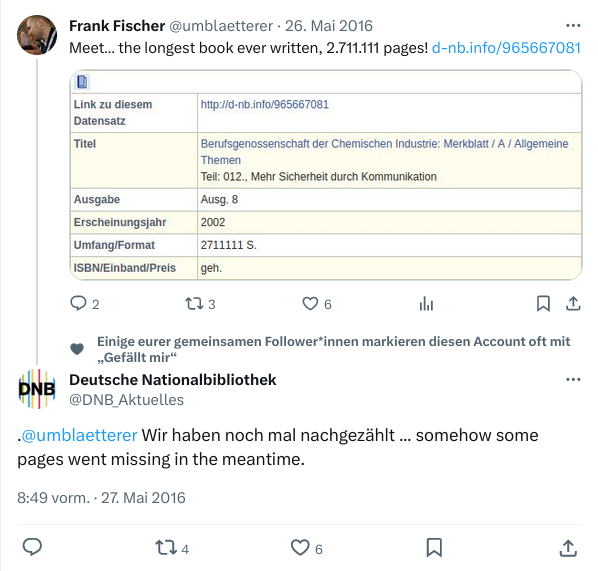 Frank Fischer @umblaetterer · 26. Mai 2016
Meet... the longest book ever written, 2.711.111 pages! d-nb.info/965667081
Link zu diesem Datensatz http://d-nb.info/965667081
Titel Berufsgenossenschaft der Chemischen Industrie: Merkblatt / A / Allgemeine
Themen
Teil: 012., Mehr Sicherheit durch Kommunikation
Ausgabe Ausg. 8
Erscheinungsjahr 2002
Umfang/Format 2711111 S.
ISBN/Einband/Preis geh.
2 3 6
Einige eurer gemeinsamen Follower*innen markieren diesen Account oft mit
„Gefällt mir“
DNB Deutsche Nationalbibliothek
@DNB_Aktuelles
.@umblaetterer Wir haben noch mal nachgezählt ... somehow some
pages went missing in the meantime.
8:49 vorm. · 27. Mai 2016
4 6